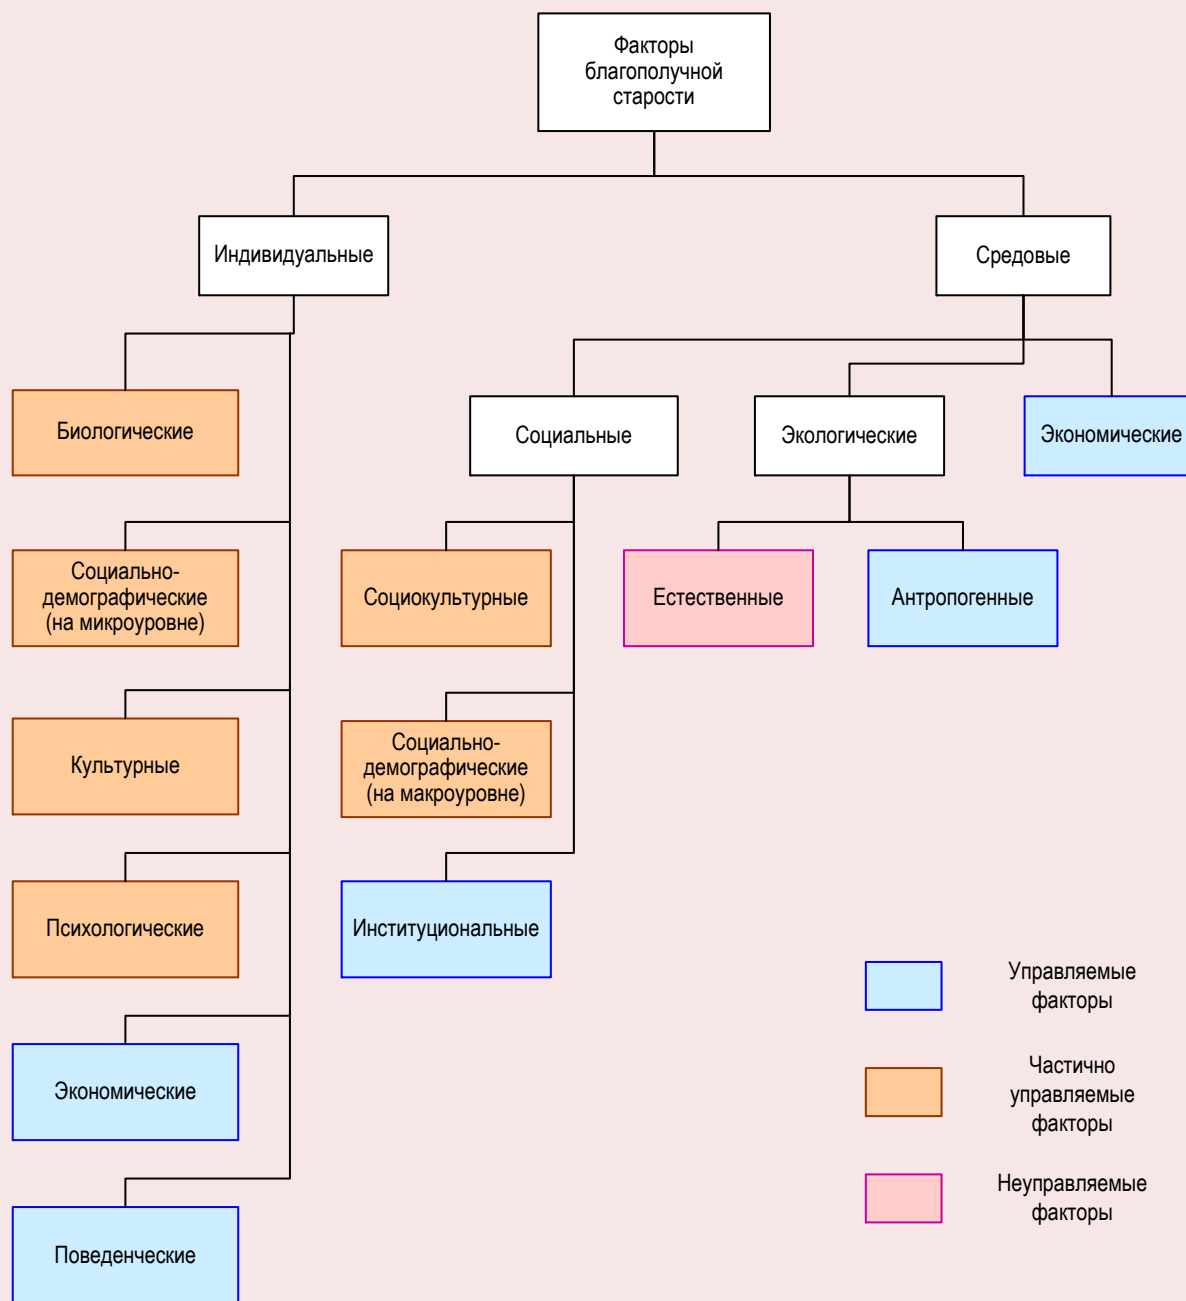 Факторы
благополучной
старости
Индивидуальные
Средовые
Биологические
Социальные
Экологические
Экономические
Социально-
демографические
(на микроуровне)
Социокультурные
Естественные
Антропогенные
Культурные
Социально-
демографические
(на макроуровне)
Психологические
Институциональные
Экономические
Поведенческие
Управляемые
факторы
Частично
управляемые
факторы
Неуправляемые
факторы